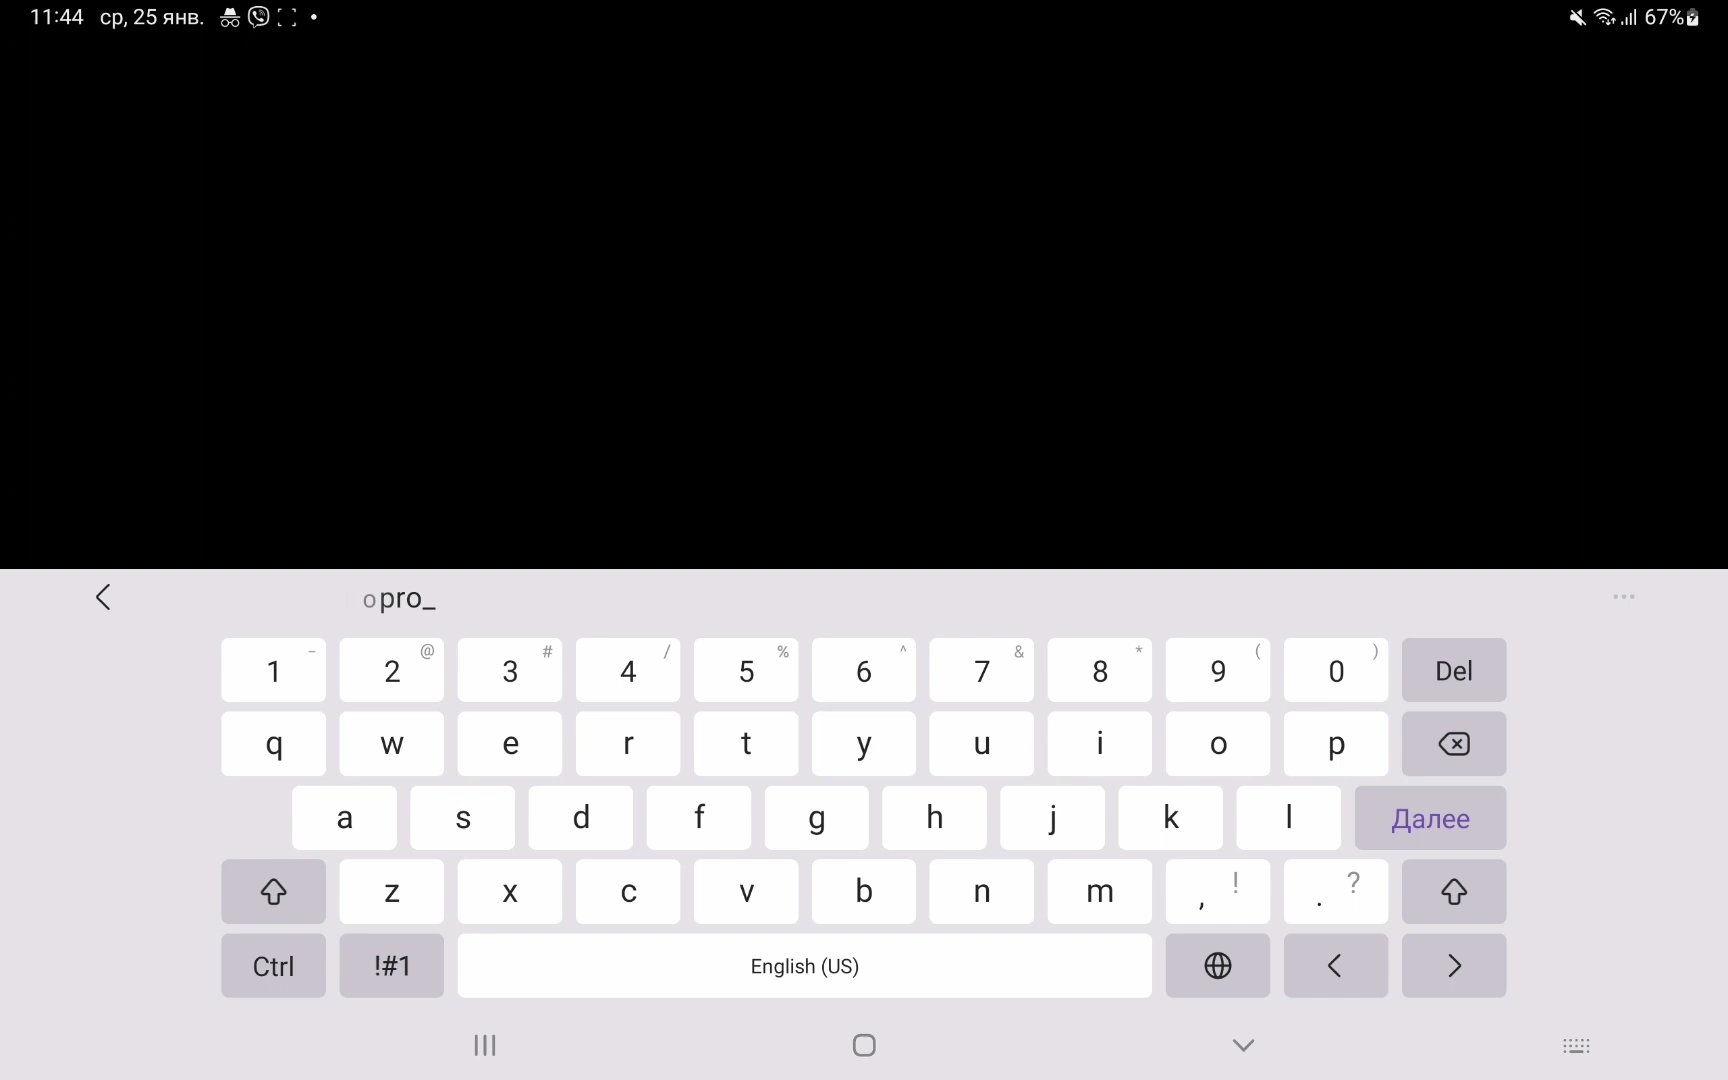 11:44 ср, 25 янв. 67%
opro_
1 - 2 @ 3 # 4 / 5 % 6 ^ 7 & 8 * 9 ( 0 ) Del
q w e r t y u i o p
a s d f g h j k l Далее
z x c v b n m , ! . ?
Ctrl !#1 English (US)